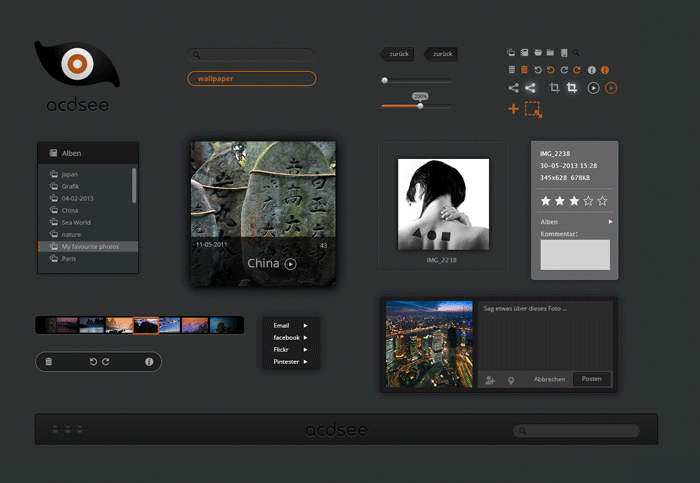 acdsee
wallpaper
zurück
zurück
200%
Alben
Japan
Grafik
04-02-2013
China
Sea World
nature
My favourite photos
Paris
11-05-2011
43
China
IMG_2238
IMG_2238
30-05-2013 15:28
345x628 678KB
Alben
Kommentar:
Email
facebook
Flickr
Pintester
Sag etwas über dieses Foto ...
Abbrechen
Posten
acdsee